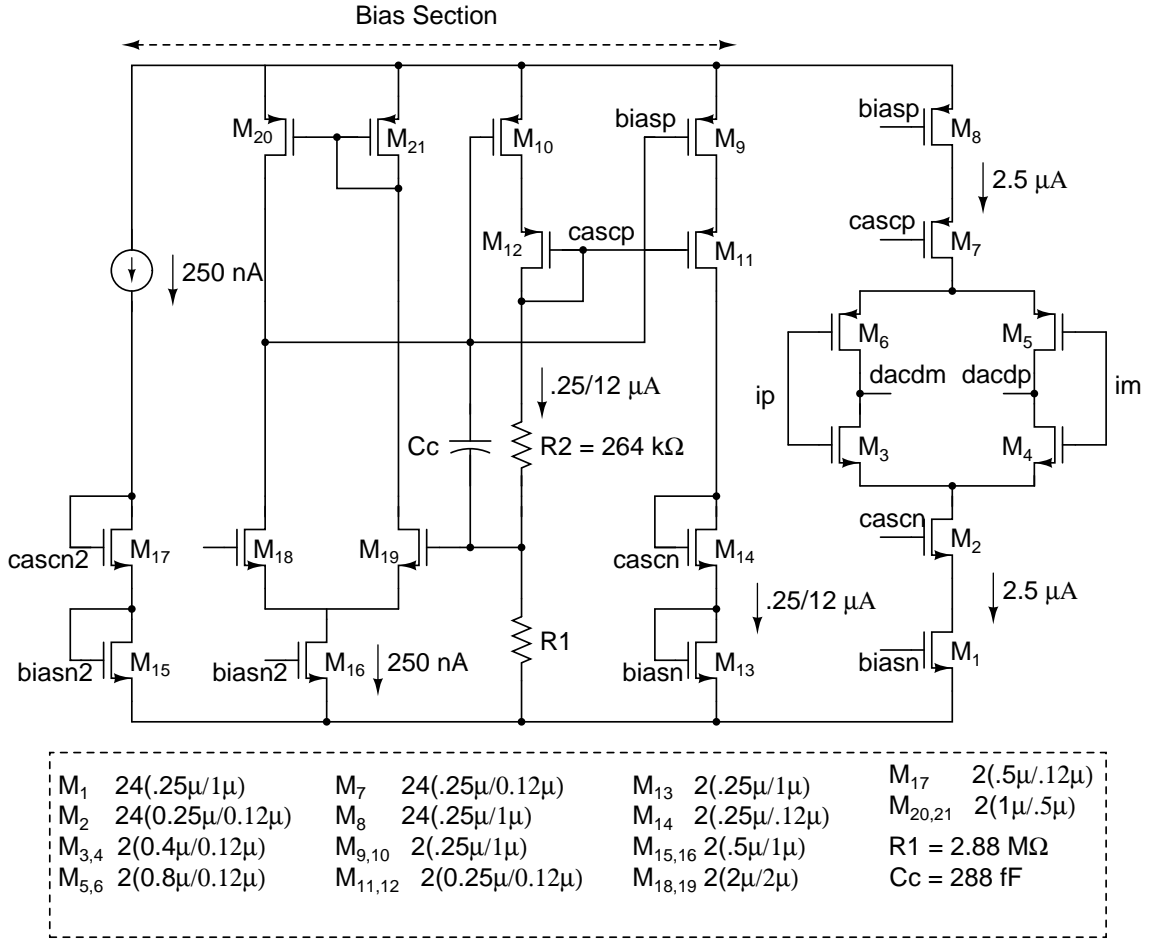 Bias Section
M20
M21
M10
biasp
M9
biasp
M8
2.5 μA
cascp
M12
cascp
M11
M7
250 nA
M6
M5
dacdm
dacdp
ip
im
.25/12 μA
Cc
R2 = 264 kΩ
M3
M4
cascn
M2
cascn2
M17
M18
M19
cascn
M14
.25/12 μA
2.5 μA
biasn2
M15
biasn2
M16
250 nA
R1
biasn
M13
biasn
M1
M1 24(.25μ/1μ)
M2 24(0.25μ/0.12μ)
M3,4 2(0.4μ/0.12μ)
M5,6 2(0.8μ/0.12μ)
M7 24(.25μ/0.12μ)
M8 24(.25μ/1μ)
M9,10 2(.25μ/1μ)
M11,12 2(0.25μ/0.12μ)
M13 2(.25μ/1μ)
M14 2(.25μ/.12μ)
M15,16 2(.5μ/1μ)
M18,19 2(2μ/2μ)
M17 2(.5μ/.12μ)
M20,21 2(1μ/.5μ)
R1 = 2.88 MΩ
Cc = 288 fF